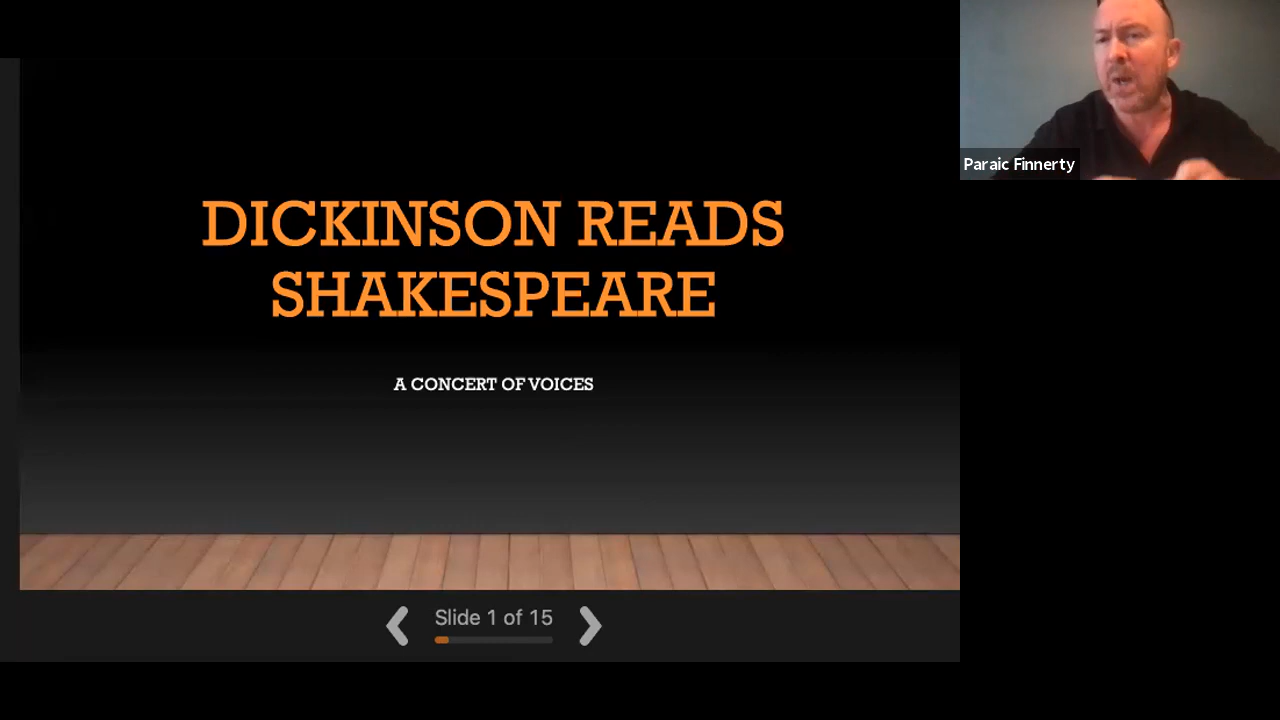 Paraic Finnerty
DICKINSON READS
SHAKESPEARE
A CONCERT OF VOICES
Slide 1 of 15